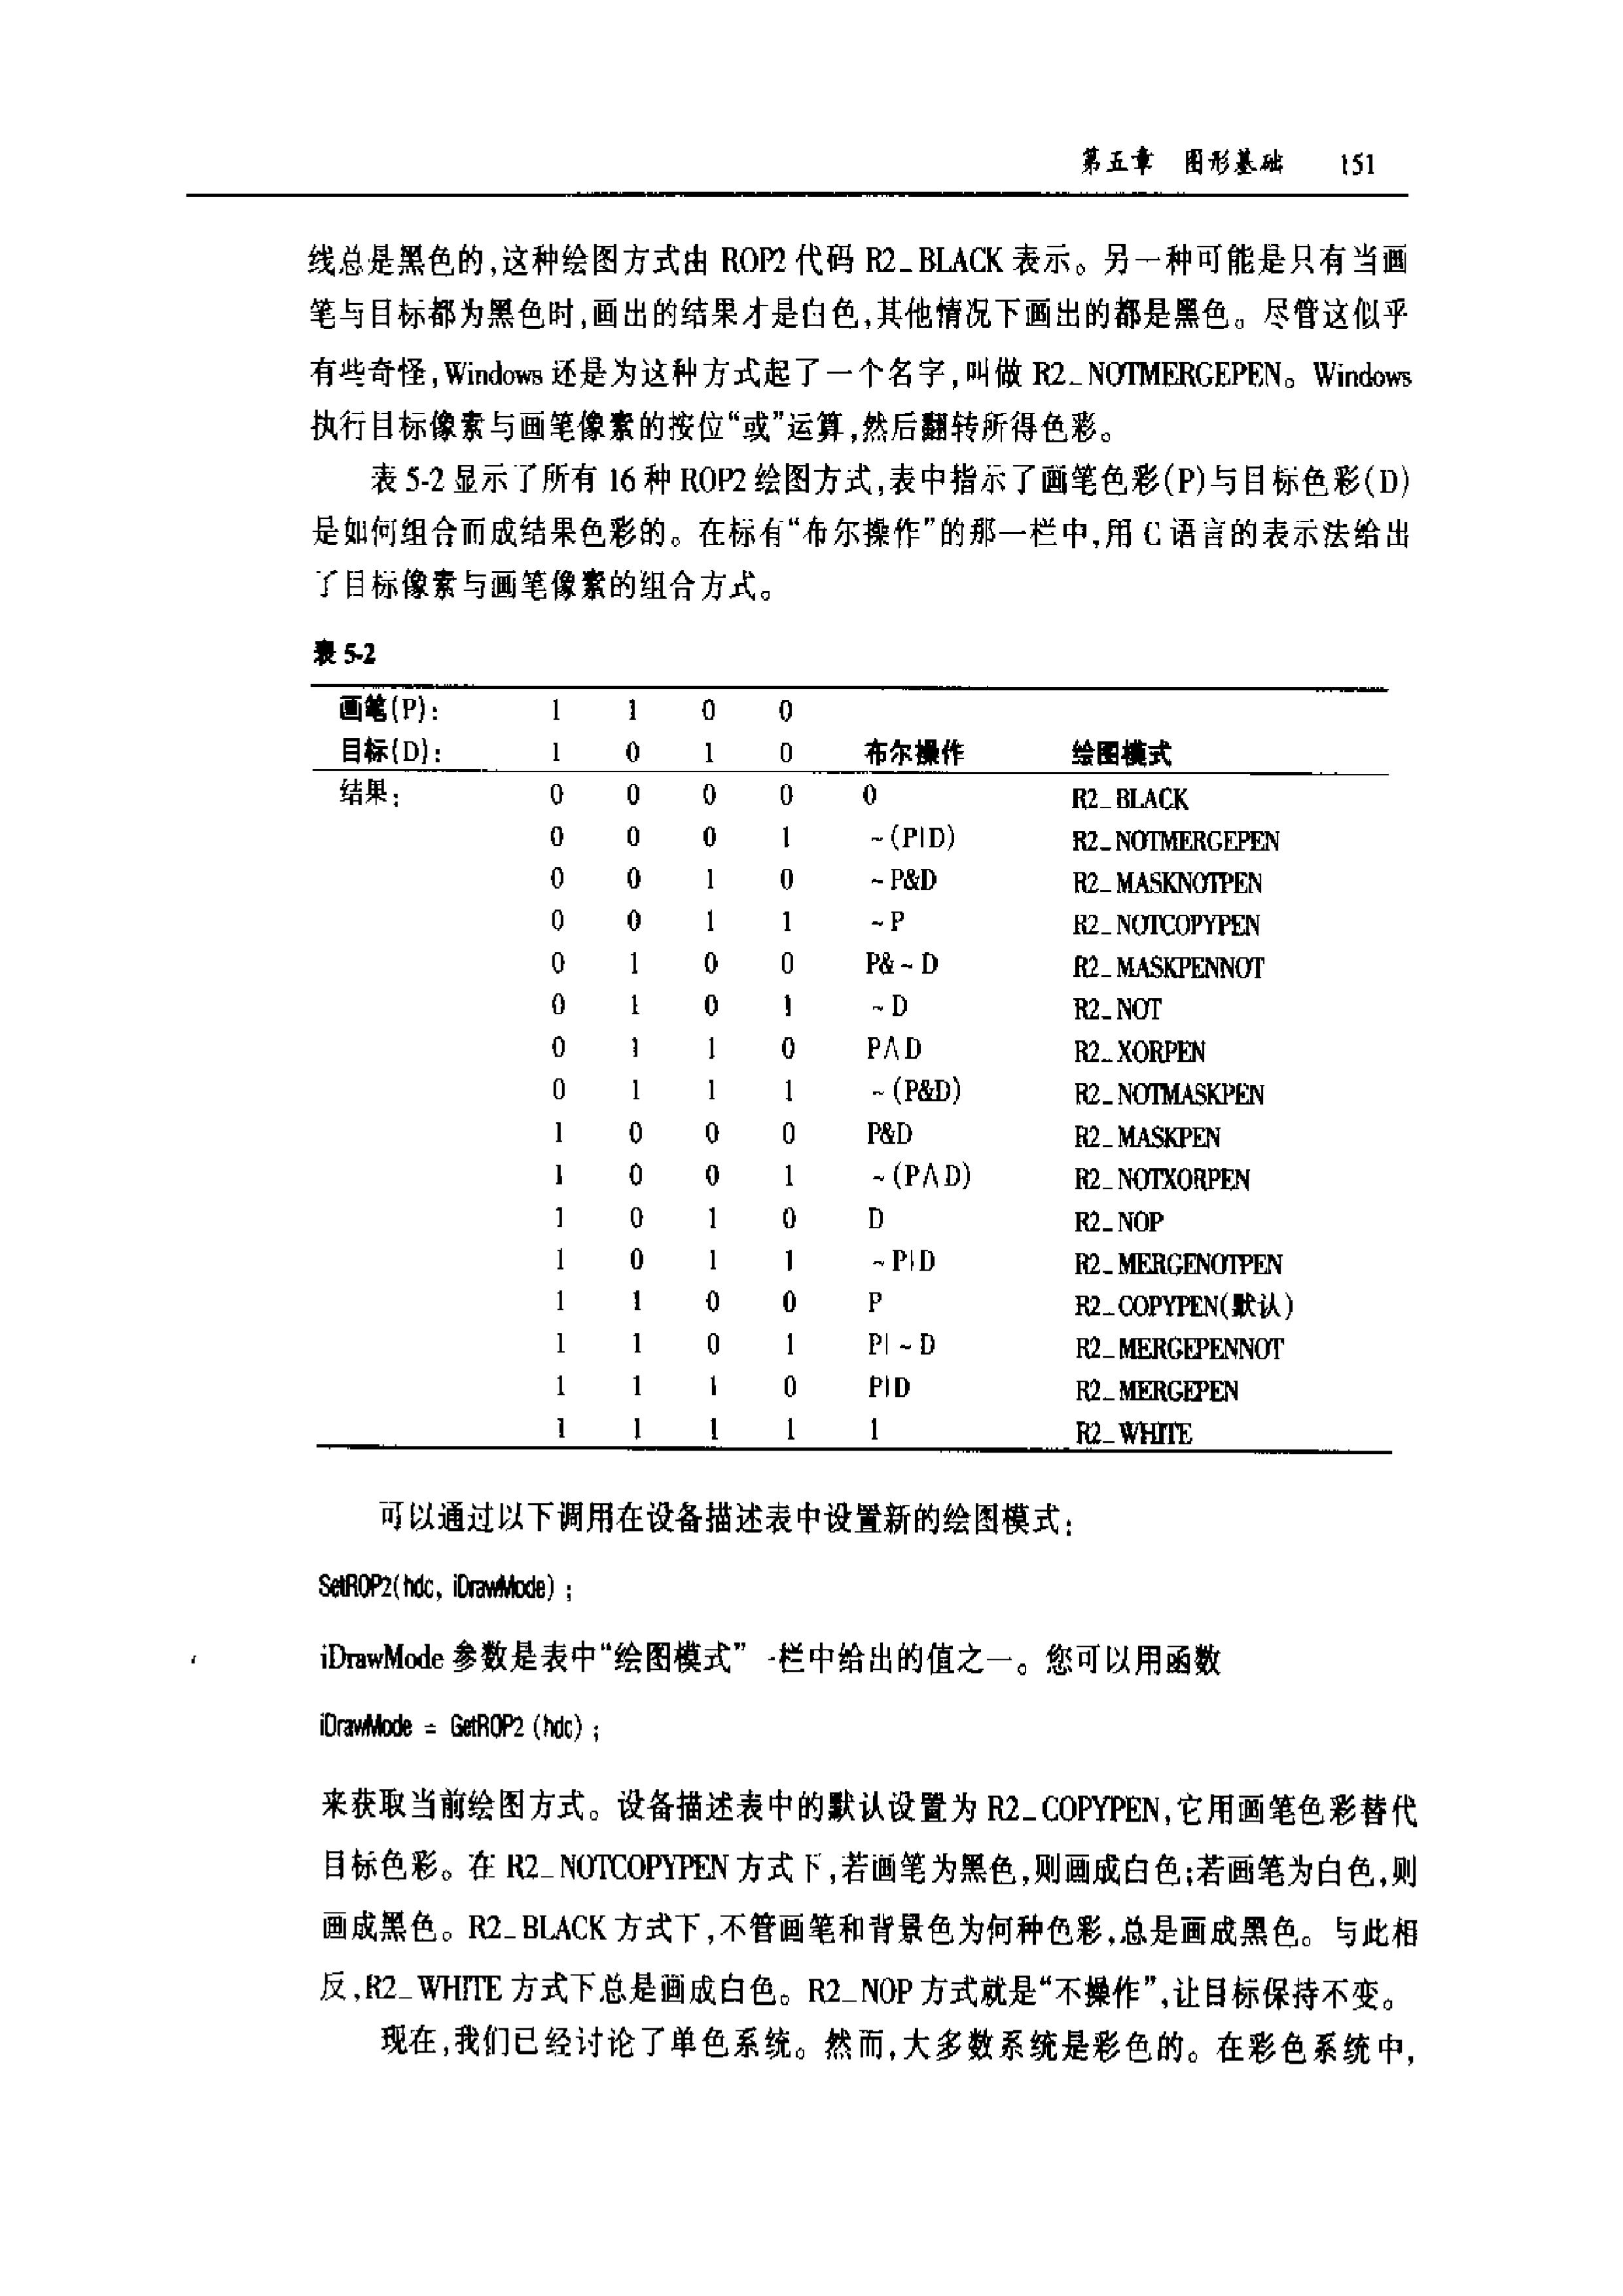 第五章 图形基础 151
线总是黑色的,这种绘图方式由 ROP2 代码 R2_BLACK 表示。另一种可能是只有当画
笔与目标都为黑色时,画出的结果才是白色,其他情况下画出的都是黑色。尽管这似乎
有些奇怪,Windows 还是为这种方式起了一个名字,叫做 R2_NOTMERGEPEN。Windows
执行目标像素与画笔像素的按位“或”运算,然后翻转所得色彩。
表 5-2 显示了所有 16 种 ROP2 绘图方式,表中指示了画笔色彩(P)与目标色彩(D)
是如何组合而成结果色彩的。在标有“布尔操作”的那一栏中,用 C 语言的表示法给出
了目标像素与画笔像素的组合方式。
表 5-2
画笔(P): 1 1 0 0
目标(D): 1 0 1 0 布尔操作 绘图模式
结果: 0 0 0 0 0 R2_BLACK
0 0 0 1 ~(P|D) R2_NOTMERGEPEN
0 0 1 0 ~P&D R2_MASKNOTPEN
0 0 1 1 ~P R2_NOTCOPYPEN
0 1 0 0 P&~D R2_MASKPENNOT
0 1 0 1 ~D R2_NOT
0 1 1 0 P∧D R2_XORPEN
0 1 1 1 ~(P&D) R2_NOTMASKPEN
1 0 0 0 P&D R2_MASKPEN
1 0 0 1 ~(P∧D) R2_NOTXORPEN
1 0 1 0 D R2_NOP
1 0 1 1 ~P|D R2_MERGENOTPEN
1 1 0 0 P R2_COPYPEN(默认)
1 1 0 1 P|~D R2_MERGEPENNOT
1 1 1 0 P|D R2_MERGEPEN
1 1 1 1 1 R2_WHITE
可以通过以下调用在设备描述表中设置新的绘图模式:
SetROP2(hdc, iDrawMode) ;
iDrawMode 参数是表中“绘图模式”一栏中给出的值之一。您可以用函数
iDrawMode = GetROP2 (hdc) ;
来获取当前绘图方式。设备描述表中的默认设置为 R2_COPYPEN,它用画笔色彩替代
目标色彩。在 R2_NOTCOPYPEN 方式下,若画笔为黑色,则画成白色;若画笔为白色,则
画成黑色。R2_BLACK 方式下,不管画笔和背景色为何种色彩,总是画成黑色。与此相
反,R2_WHITE 方式下总是画成白色。R2_NOP 方式就是“不操作”,让目标保持不变。
现在,我们已经讨论了单色系统。然而,大多数系统是彩色的。在彩色系统中,